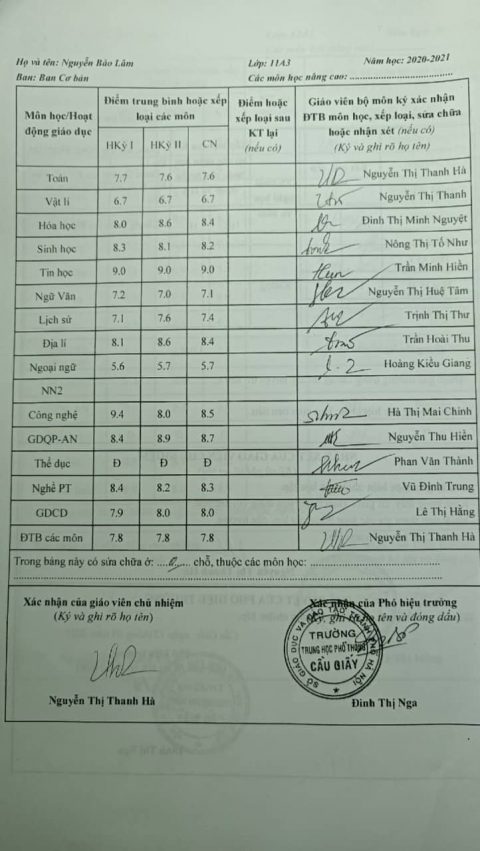 Họ và tên: Nguyễn Bảo Lâm Lớp: 11A3 Năm học: 2020-2021
Ban: Ban Cơ bản Các môn học nâng cao: ..............................
Môn học/Hoạt động giáo dục
Điểm trung bình hoặc xếp loại các môn
HKỳ I HKỳ II CN
Điểm hoặc xếp loại sau KT lại (nếu có)
Giáo viên bộ môn ký xác nhận ĐTB môn học, xếp loại, sửa chữa hoặc nhận xét (nếu có)
(Ký và ghi rõ họ tên)
Toán 7.7 7.6 7.6 Nguyễn Thị Thanh Hà
Vật lí 6.7 6.7 6.7 Nguyễn Thị Thanh
Hóa học 8.0 8.6 8.4 Đinh Thị Minh Nguyệt
Sinh học 8.3 8.1 8.2 Nông Thị Tố Như
Tin học 9.0 9.0 9.0 Trần Minh Hiền
Ngữ Văn 7.2 7.0 7.1 Nguyễn Thị Huệ Tâm
Lịch sử 7.1 7.6 7.4 Trịnh Thị Thư
Địa lí 8.1 8.6 8.4 Trần Hoài Thu
Ngoại ngữ 5.6 5.7 5.7 Hoàng Kiều Giang
NN2
Công nghệ 9.4 8.0 8.5 Hà Thị Mai Chinh
GDQP-AN 8.4 8.9 8.7 Nguyễn Thu Hiền
Thể dục Đ Đ Đ Phan Văn Thành
Nghề PT 8.4 8.2 8.3 Vũ Đình Trung
GDCD 7.9 8.0 8.0 Lê Thị Hằng
ĐTB các môn 7.8 7.8 7.8 Nguyễn Thị Thanh Hà
Trong bảng này có sửa chữa ở: ....0.... chỗ, thuộc các môn học: ..............................
Xác nhận của giáo viên chủ nhiệm
(Ký và ghi rõ họ tên)
Nguyễn Thị Thanh Hà
Xác nhận của Phó hiệu trưởng
(Ký, ghi rõ họ tên và đóng dấu)
SỞ GIÁO DỤC VÀ ĐÀO TẠO THÀNH PHỐ HÀ NỘI
TRƯỜNG
TRUNG HỌC PHỔ THÔNG
CẦU GIẤY
Đinh Thị Nga